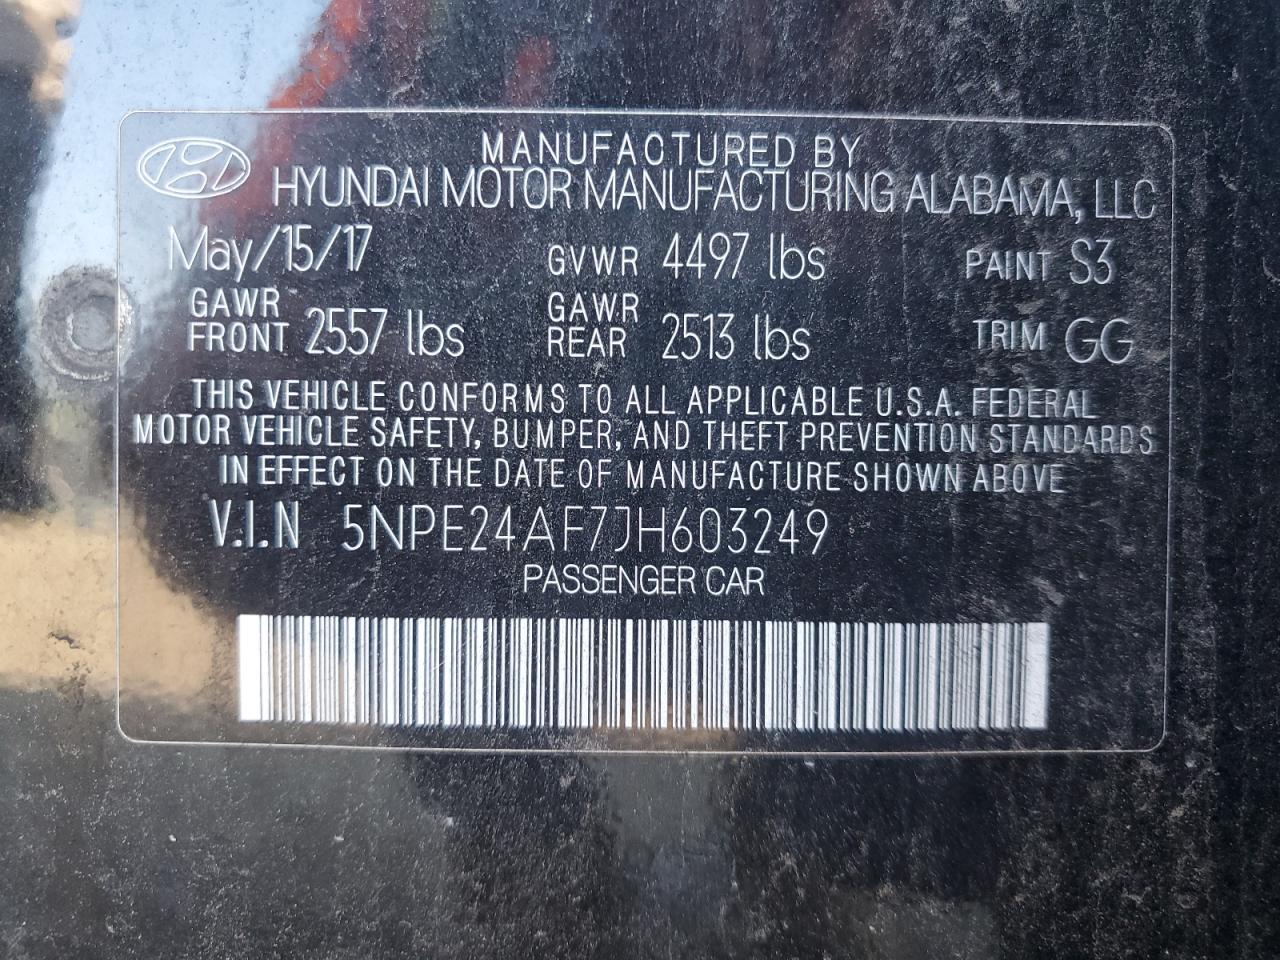 MANUFACTURED BY
HYUNDAI MOTOR MANUFACTURING ALABAMA, LLC
May/15/17 GVWR 4497 lbs PAINT S3
GAWR FRONT 2557 lbs GAWR REAR 2513 lbs TRIM GG
THIS VEHICLE CONFORMS TO ALL APPLICABLE U.S.A. FEDERAL
MOTOR VEHICLE SAFETY, BUMPER, AND THEFT PREVENTION STANDARDS
IN EFFECT ON THE DATE OF MANUFACTURE SHOWN ABOVE
V.I.N 5NPE24AF7JH603249
PASSENGER CAR